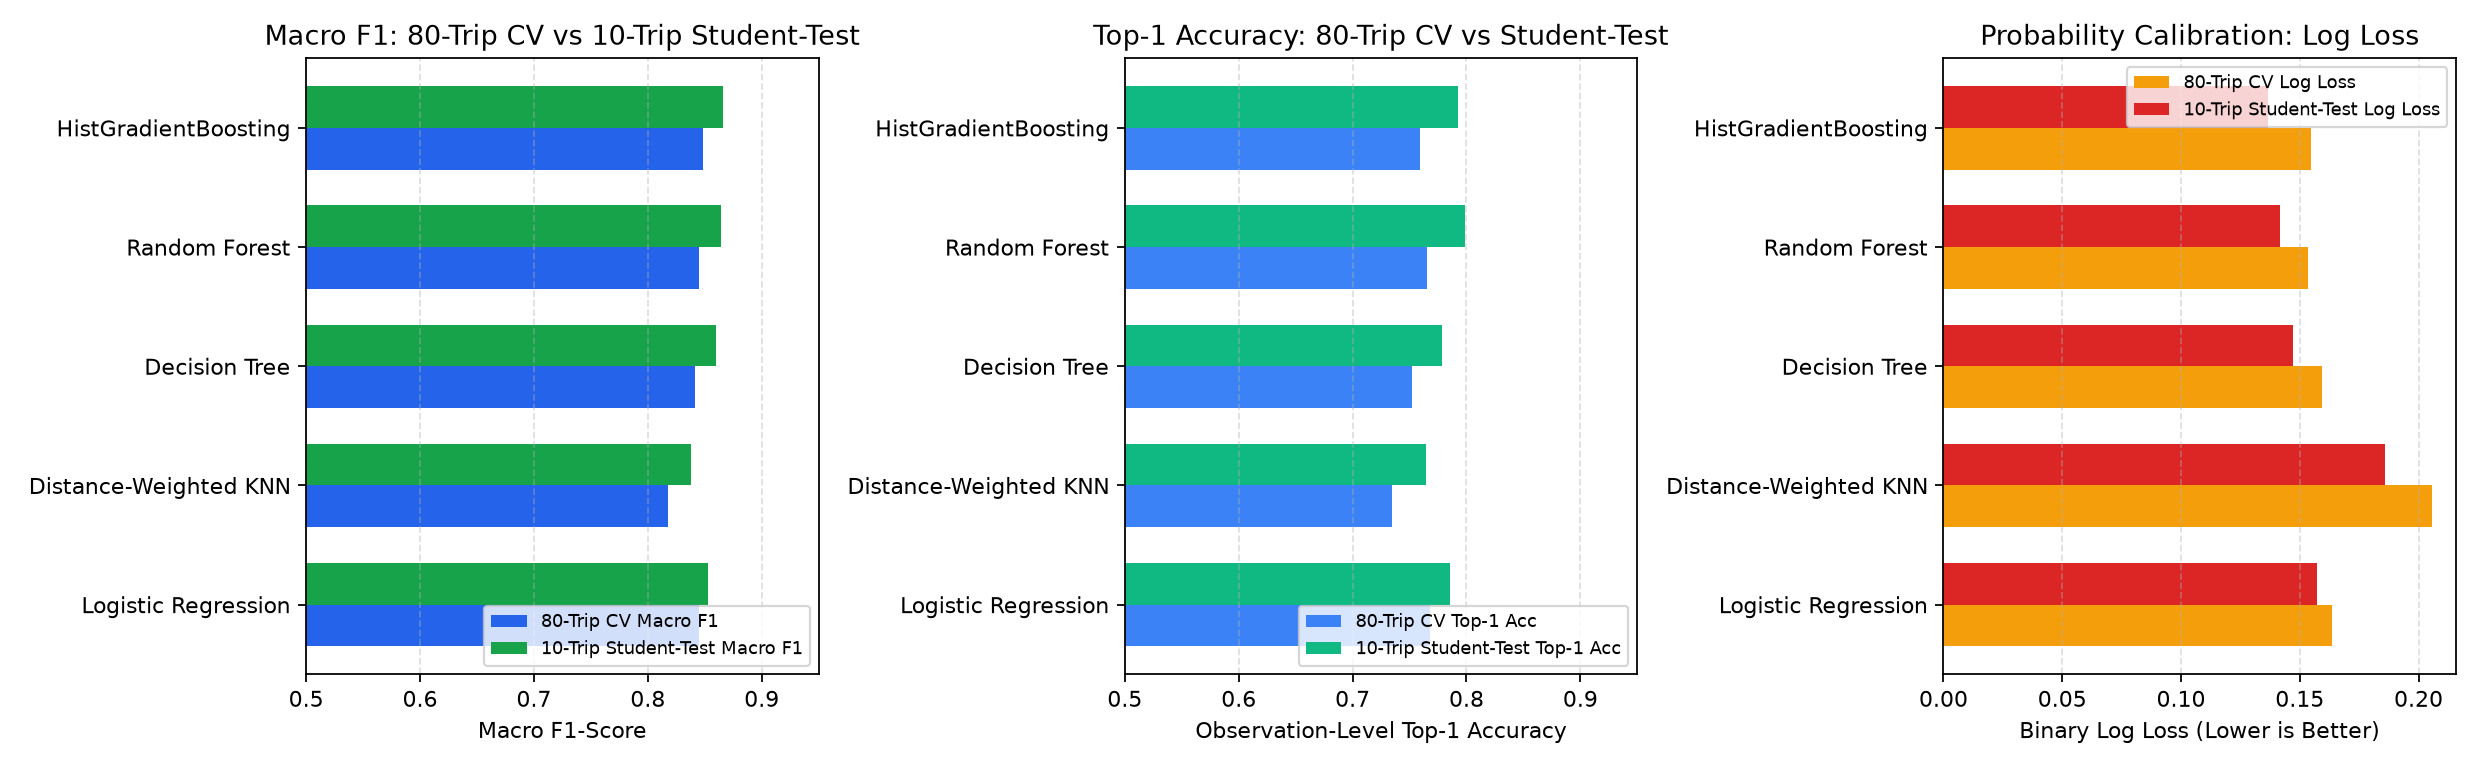 Macro F1: 80-Trip CV vs 10-Trip Student-Test
HistGradientBoosting
Random Forest
Decision Tree
Distance-Weighted KNN
Logistic Regression
80-Trip CV Macro F1
10-Trip Student-Test Macro F1
0.5 0.6 0.7 0.8 0.9
Macro F1-Score
Top-1 Accuracy: 80-Trip CV vs Student-Test
HistGradientBoosting
Random Forest
Decision Tree
Distance-Weighted KNN
Logistic Regression
80-Trip CV Top-1 Acc
10-Trip Student-Test Top-1 Acc
0.5 0.6 0.7 0.8 0.9
Observation-Level Top-1 Accuracy
Probability Calibration: Log Loss
80-Trip CV Log Loss
10-Trip Student-Test Log Loss
HistGradientBoosting
Random Forest
Decision Tree
Distance-Weighted KNN
Logistic Regression
0.00 0.05 0.10 0.15 0.20
Binary Log Loss (Lower is Better)